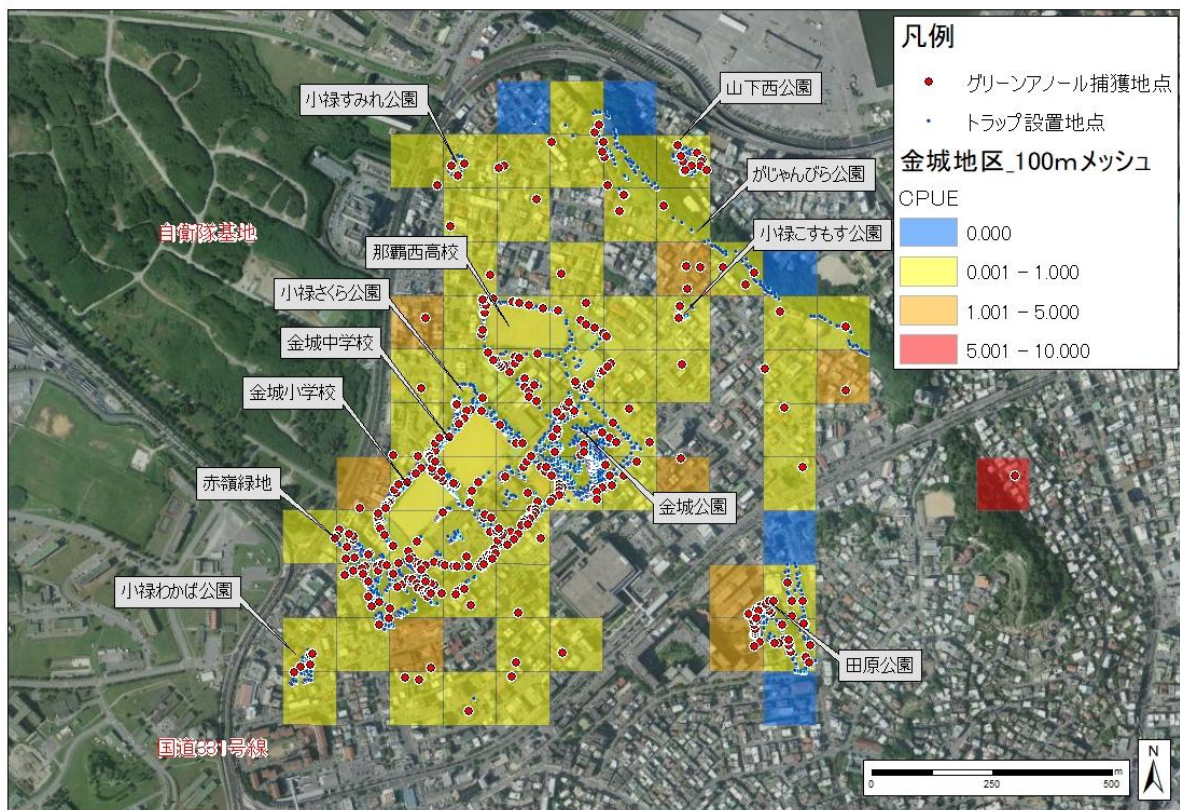 凡例
グリーンアノール捕獲地点
トラップ設置地点
金城地区_100mメッシュ
CPUE
0.000
0.001 - 1.000
1.001 - 5.000
5.001 - 10.000
山下西公園
小禄すみれ公園
がじゃんびら公園
自衛隊基地
小禄こすもす公園
那覇西高校
小禄さくら公園
金城中学校
金城小学校
赤嶺緑地
金城公園
小禄わかば公園
田原公園
国道331号線
N
m
0 250 500